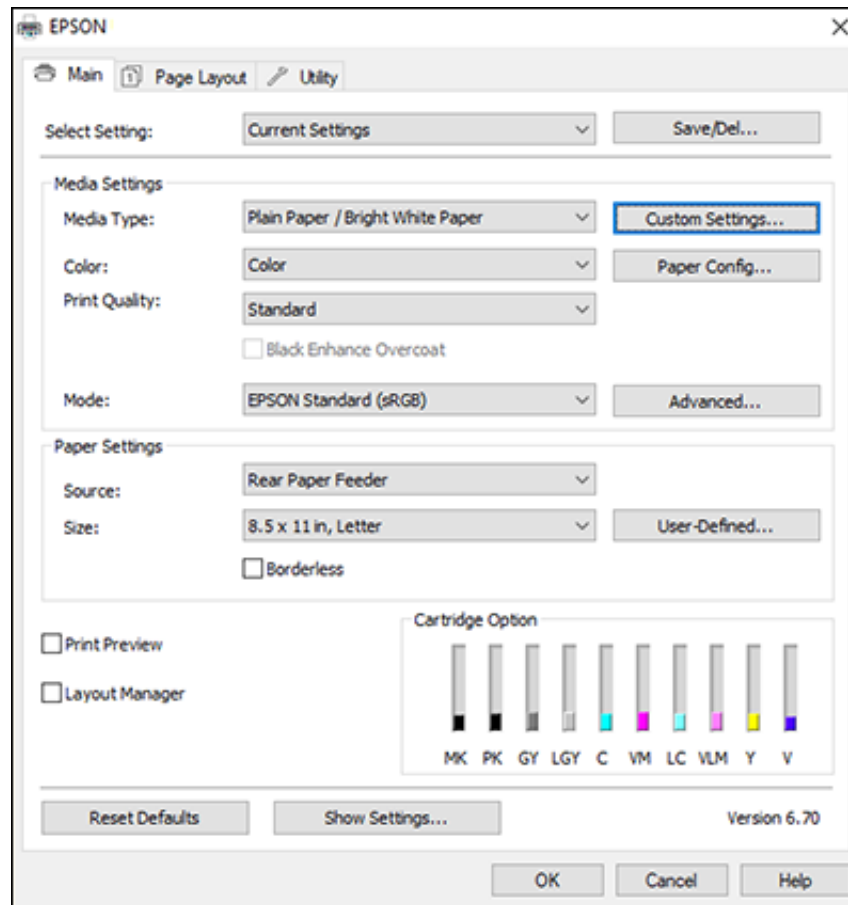 EPSON
Main Page Layout Utility
Select Setting: Current Settings Save/Del...
Media Settings
Media Type: Plain Paper / Bright White Paper Custom Settings...
Color: Color Paper Config...
Print Quality: Standard
Black Enhance Overcoat
Mode: EPSON Standard (sRGB) Advanced...
Paper Settings
Source: Rear Paper Feeder
Size: 8.5 x 11 in, Letter User-Defined...
Borderless
Print Preview
Layout Manager
Cartridge Option
MK PK GY LGY C VM LC VLM Y V
Reset Defaults Show Settings... Version 6.70
OK Cancel Help